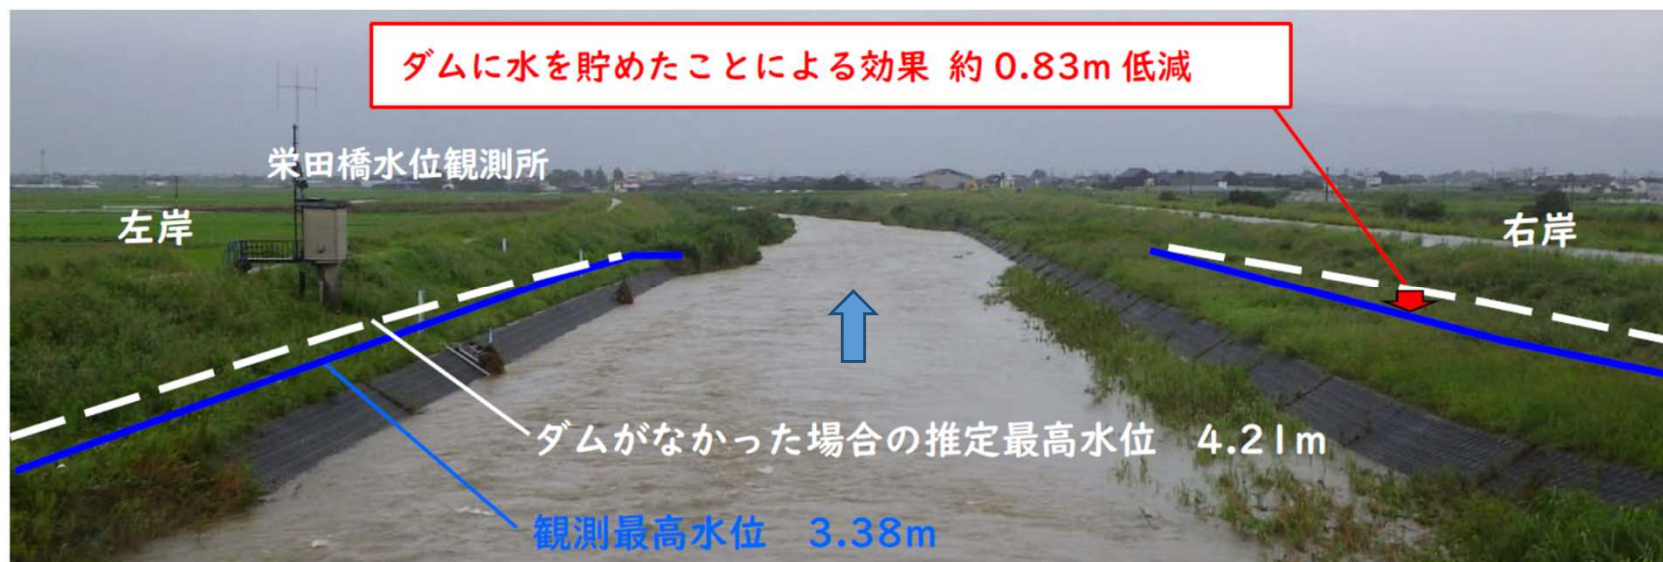 ダムに水を貯めたことによる効果 約0.83m低減
栄田橋水位観測所
左岸
右岸
ダムがなかった場合の推定最高水位　4.21m
観測最高水位　3.38m